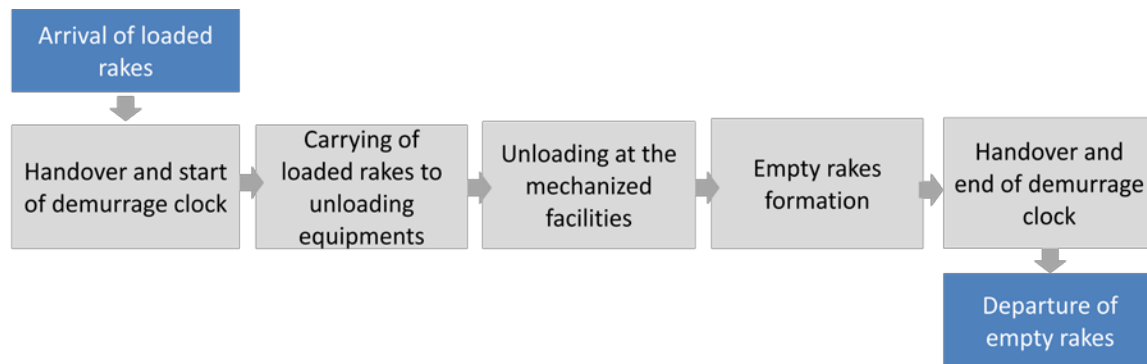 Arrival of loaded
rakes
Handover and start
of demurrage clock
Carrying of
loaded rakes to
unloading
equipments
Unloading at the
mechanized
facilities
Empty rakes
formation
Handover and
end of demurrage
clock
Departure of
empty rakes